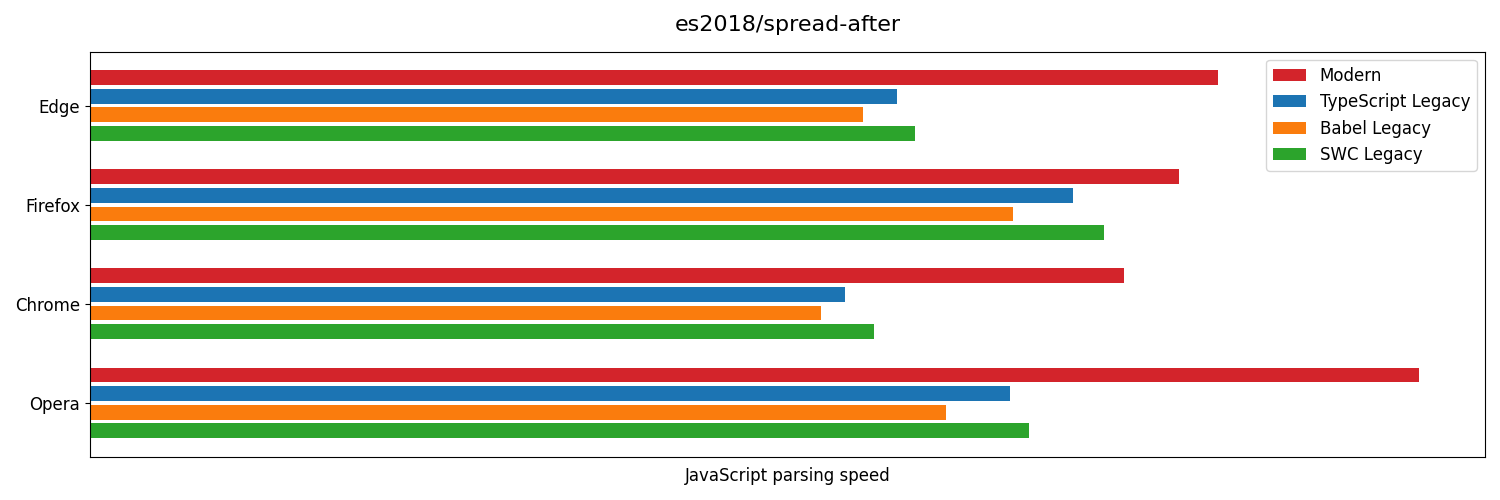 es2018/spread-after
Modern
TypeScript Legacy
Babel Legacy
SWC Legacy
Edge
Firefox
Chrome
Opera
JavaScript parsing speed